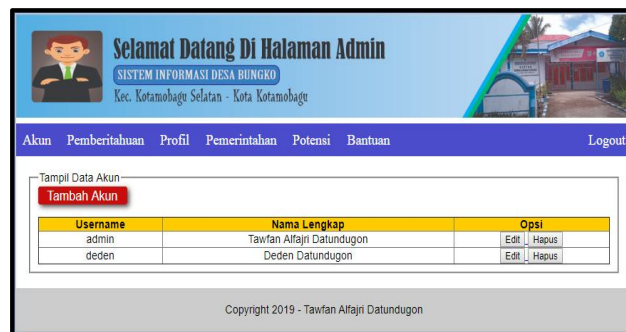 Selamat Datang Di Halaman Admin
SISTEM INFORMASI DESA BUNGKO
Kec. Kotamobagu Selatan - Kota Kotamobagu
Akun Pemberitahuan Profil Pemerintahan Potensi Bantuan Logout
Tampil Data Akun
Tambah Akun
Username Nama Lengkap Opsi
admin Tawfan Alfajri Datundugon Edit Hapus
deden Deden Datundugon Edit Hapus
Copyright 2019 - Tawfan Alfajri Datundugon